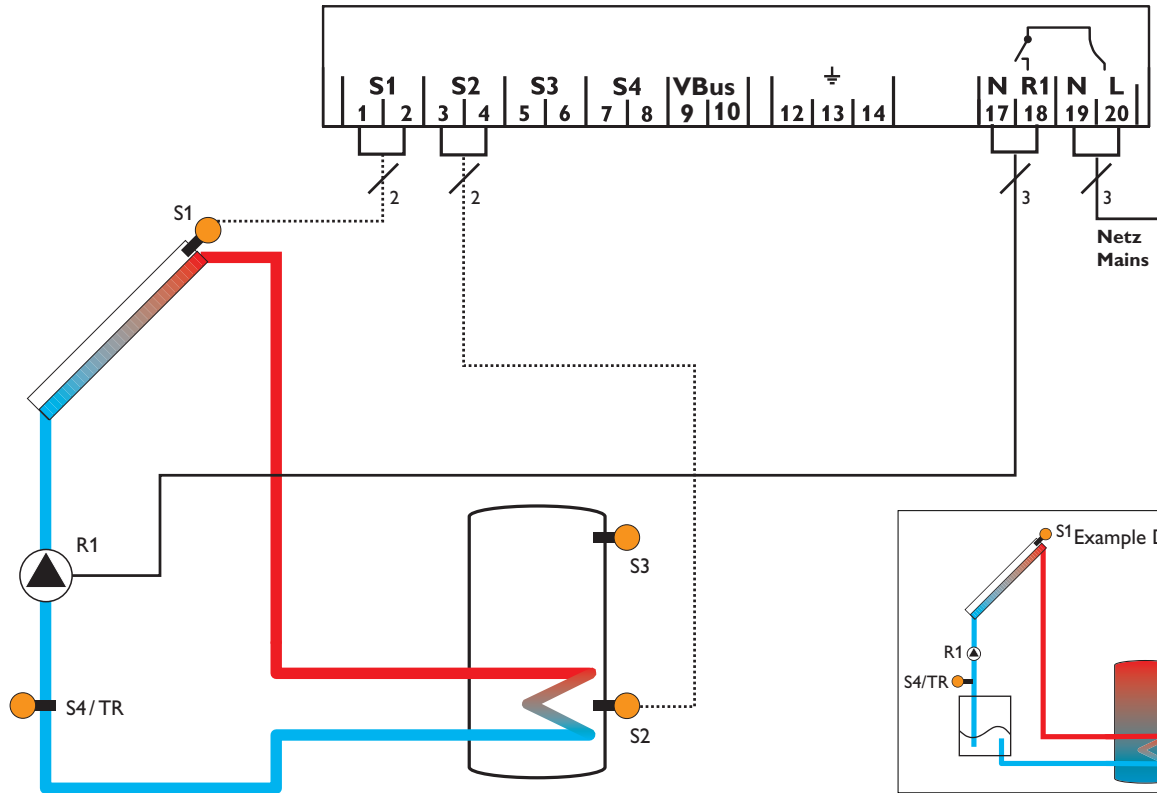 S1 S2 S3 S4 VBus N R1 N L
1 2 3 4 5 6 7 8 9 10 12 13 14 17 18 19 20
2 2 3 3
S1
Netz
Mains
R1
S3
S4 / TR
S2
S1 Example D
R1
S4/TR